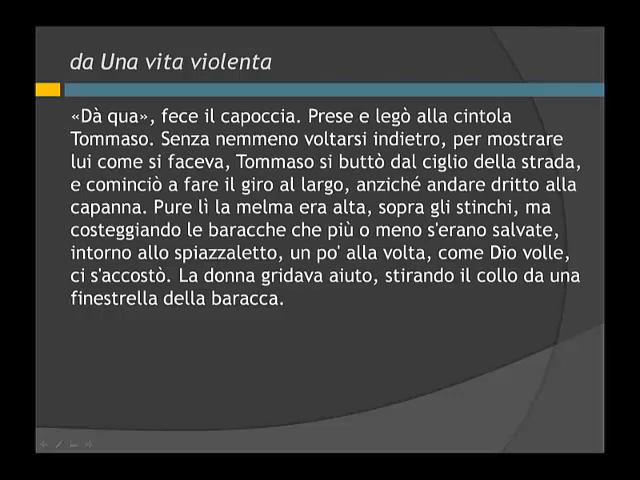 da Una vita violenta
«Dà qua», fece il capoccia. Prese e legò alla cintola
Tommaso. Senza nemmeno voltarsi indietro, per mostrare
lui come si faceva, Tommaso si buttò dal ciglio della strada,
e cominciò a fare il giro al largo, anziché andare dritto alla
capanna. Pure lì la melma era alta, sopra gli stinchi, ma
costeggiando le baracche che più o meno s'erano salvate,
intorno allo spiazzaletto, un po' alla volta, come Dio volle,
ci s'accostò. La donna gridava aiuto, stirando il collo da una
finestrella della baracca.